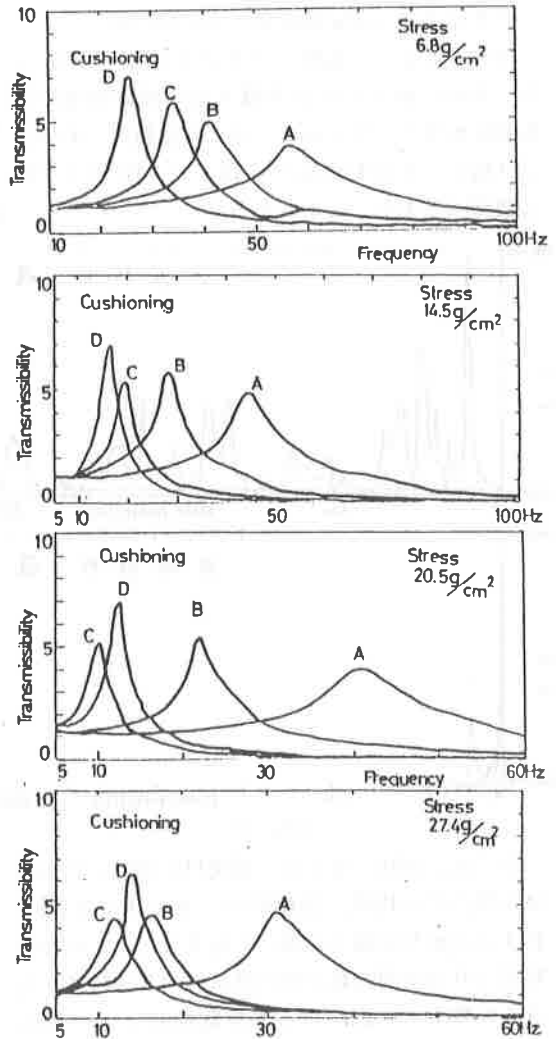 10
Stress
6.8g/cm²
Cushioning
D
C
B
A
5
Transmissibility
0
10
50
100Hz
Frequency
10
Cushioning
Stress
14.5g/cm²
D
C
B
A
5
Transmissibility
0
5 10
50
100Hz
10
Cushioning
Stress
20.5g/cm²
D
C
B
A
5
Transmissibility
0
5
10
30
60Hz
Frequency
10
Cushioning
Stress
27.4g/cm²
D
C
B
A
5
Transmissibility
0
5
10
30
60Hz